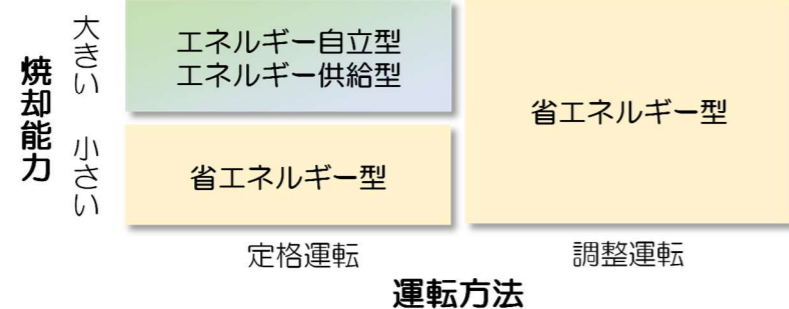 焼却能力
大きい
小さい
エネルギー自立型
エネルギー供給型
省エネルギー型
省エネルギー型
定格運転
調整運転
運転方法